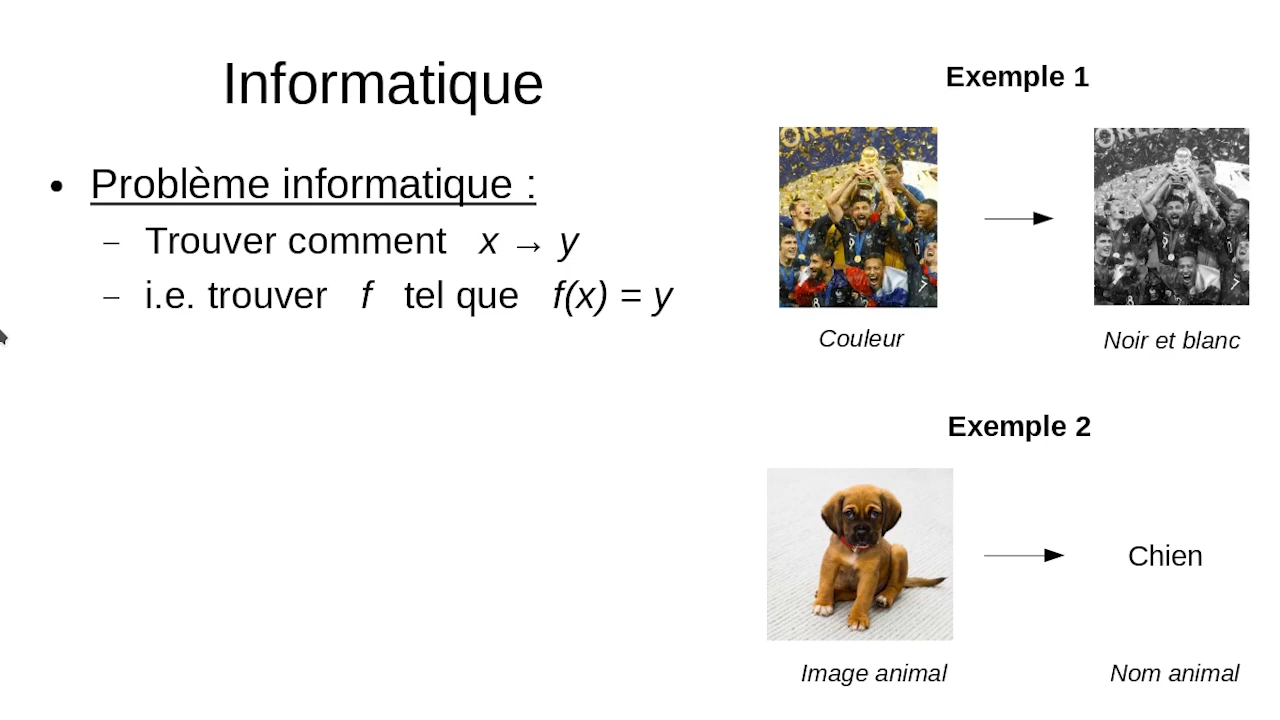 Informatique
• Problème informatique :
– Trouver comment x → y
– i.e. trouver f tel que f(x) = y
Exemple 1
Couleur
Noir et blanc
Exemple 2
Chien
Image animal
Nom animal